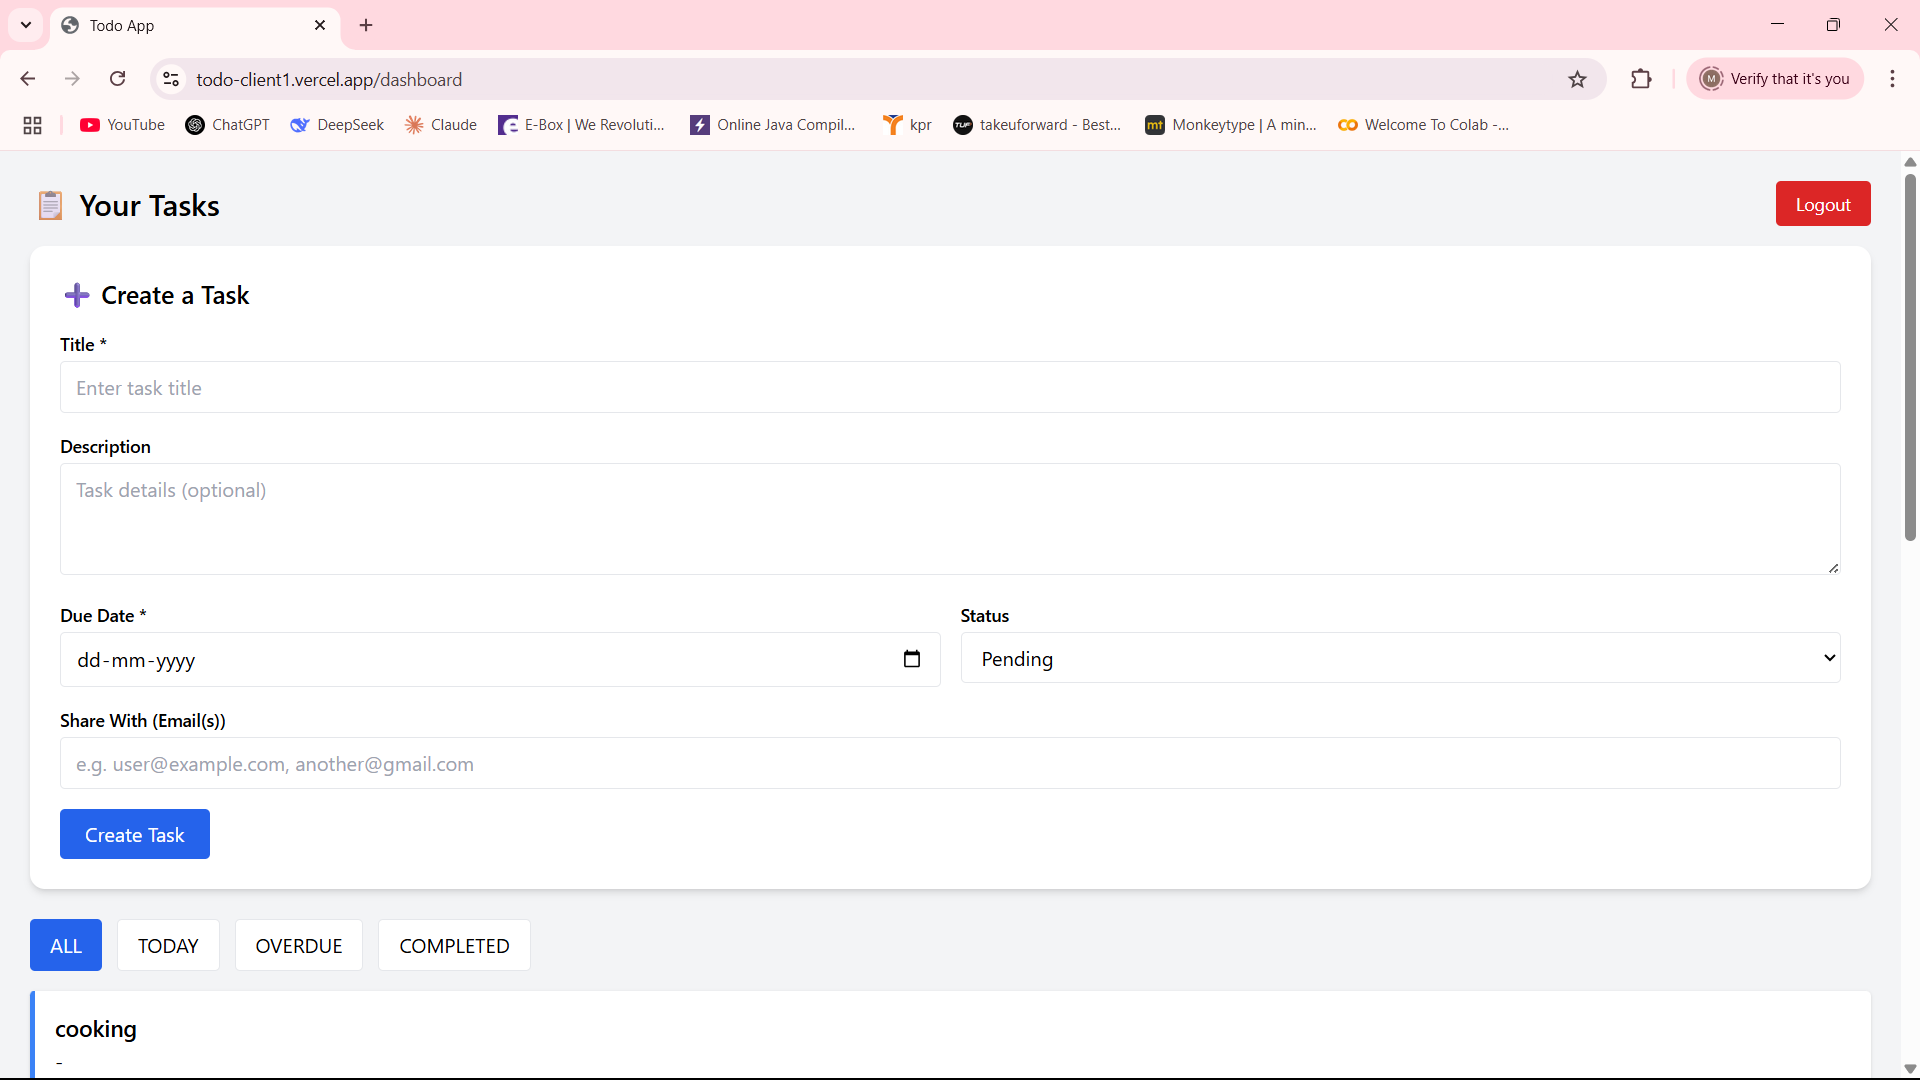 Todo App
todo-client1.vercel.app/dashboard
Verify that it's you
YouTube
ChatGPT
DeepSeek
Claude
E-Box | We Revoluti...
Online Java Compil...
kpr
takeuforward - Best...
Monkeytype | A min...
Welcome To Colab -...
Your Tasks
Logout
Create a Task
Title *
Enter task title
Description
Task details (optional)
Due Date *
Status
dd-mm-yyyy
Pending
Share With (Email(s))
e.g. user@example.com, another@gmail.com
Create Task
ALL
TODAY
OVERDUE
COMPLETED
cooking
-